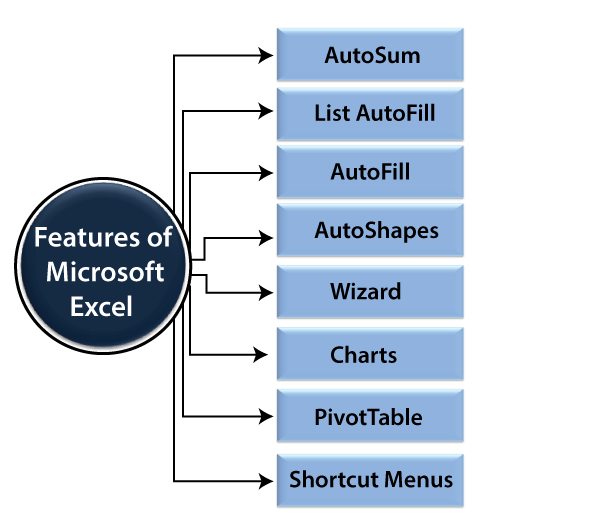 Features of
Microsoft
Excel
AutoSum
List AutoFill
AutoFill
AutoShapes
Wizard
Charts
PivotTable
Shortcut Menus